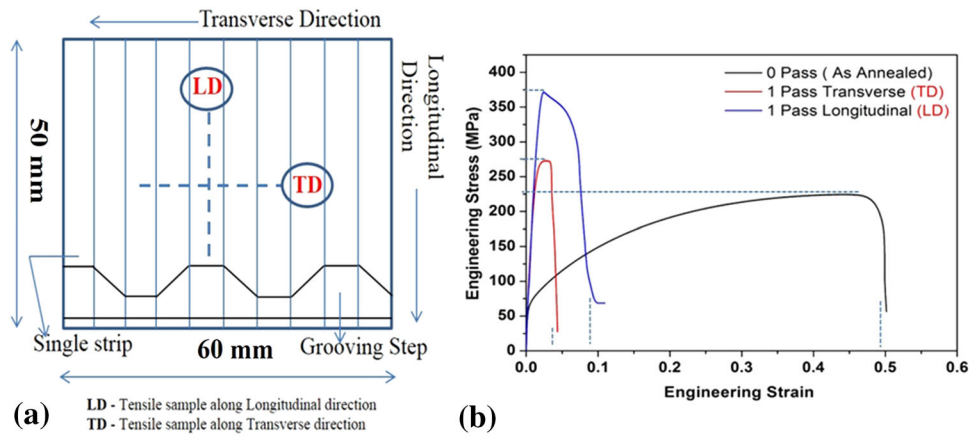 Transverse Direction
LD
TD
Longitudinal
Direction
50 mm
Single strip
60 mm
Grooving Step
(a)
LD - Tensile sample along Longitudinal direction
TD - Tensile sample along Transverse direction
0 Pass ( As Annealed)
1 Pass Transverse (TD)
1 Pass Longitudinal (LD)
Engineering Stress (MPa)
400
350
300
250
200
150
100
50
0
0.0 0.1 0.2 0.3 0.4 0.5 0.6
Engineering Strain
(b)